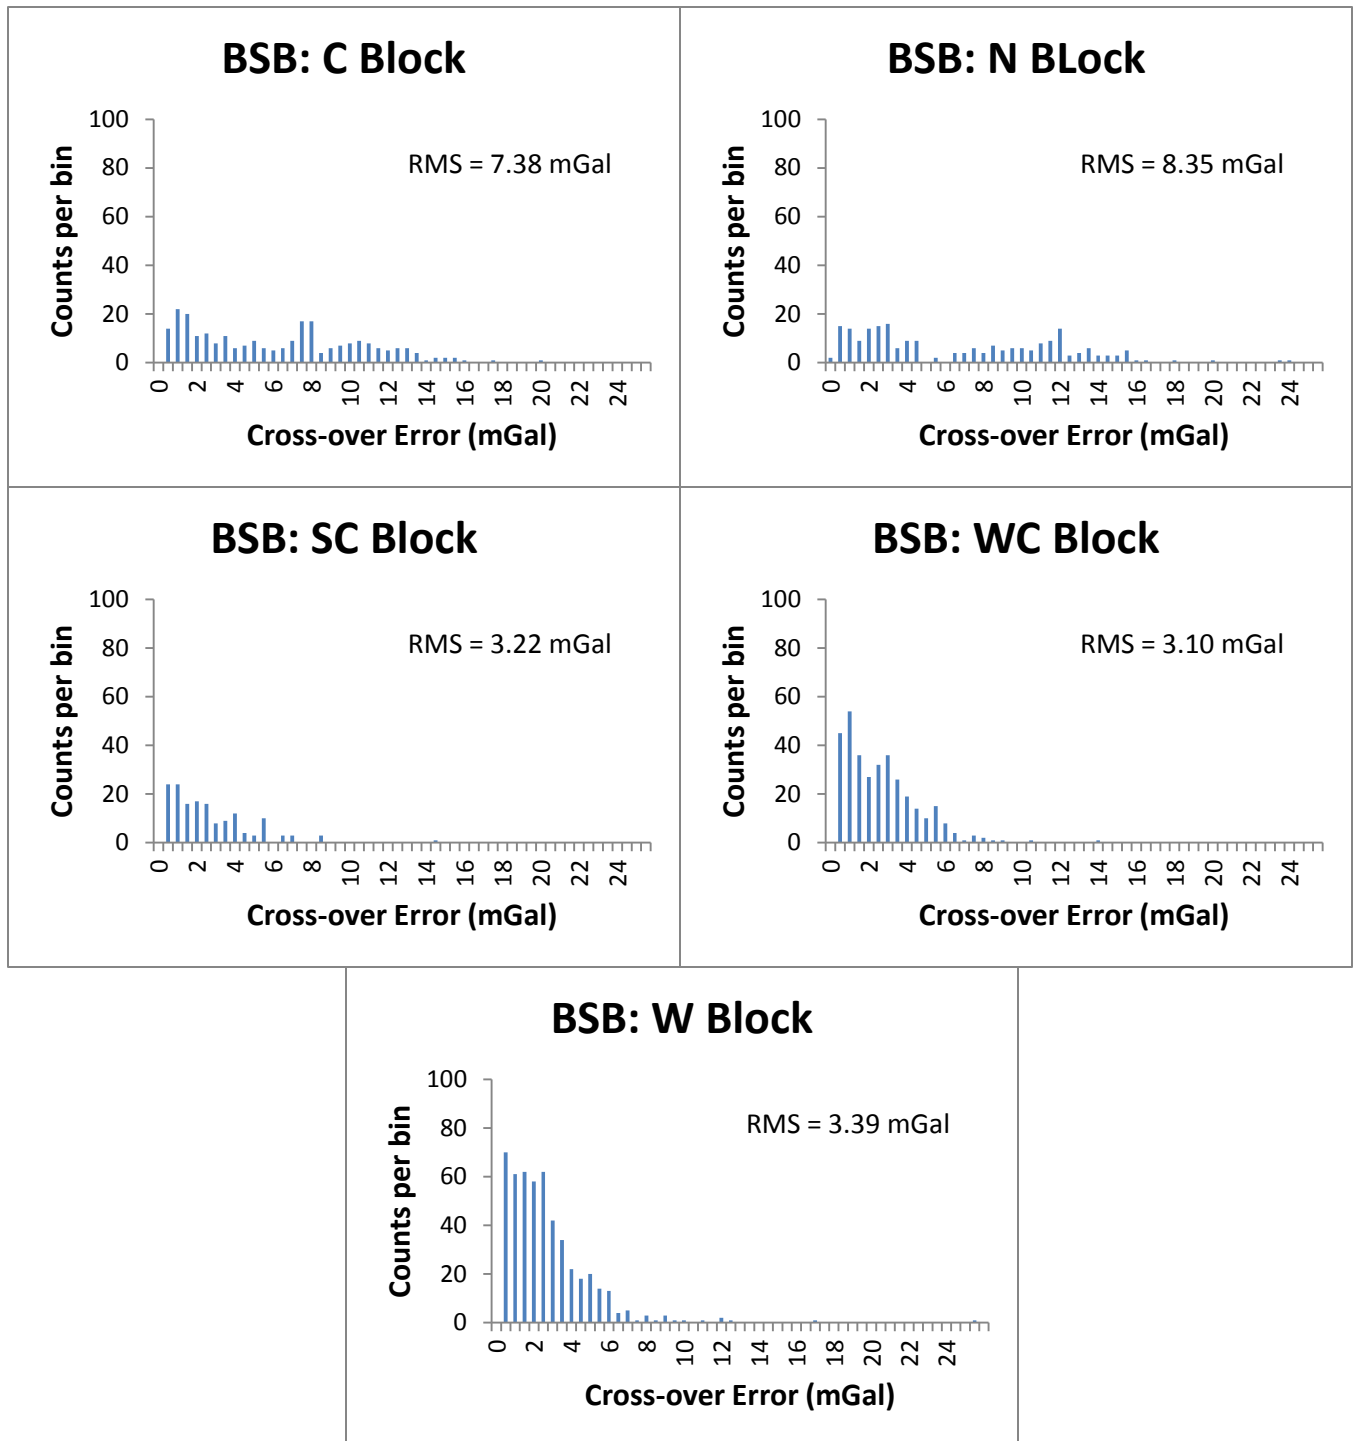 BSB: C Block
100
80
60
40
20
0
Counts per bin
RMS = 7.38 mGal
0 2 4 6 8 10 12 14 16 18 20 22 24
Cross-over Error (mGal)
BSB: N BLock
100
80
60
40
20
0
Counts per bin
RMS = 8.35 mGal
0 2 4 6 8 10 12 14 16 18 20 22 24
Cross-over Error (mGal)
BSB: SC Block
100
80
60
40
20
0
Counts per bin
RMS = 3.22 mGal
0 2 4 6 8 10 12 14 16 18 20 22 24
Cross-over Error (mGal)
BSB: WC Block
100
80
60
40
20
0
Counts per bin
RMS = 3.10 mGal
0 2 4 6 8 10 12 14 16 18 20 22 24
Cross-over Error (mGal)
BSB: W Block
100
80
60
40
20
0
Counts per bin
RMS = 3.39 mGal
0 2 4 6 8 10 12 14 16 18 20 22 24
Cross-over Error (mGal)